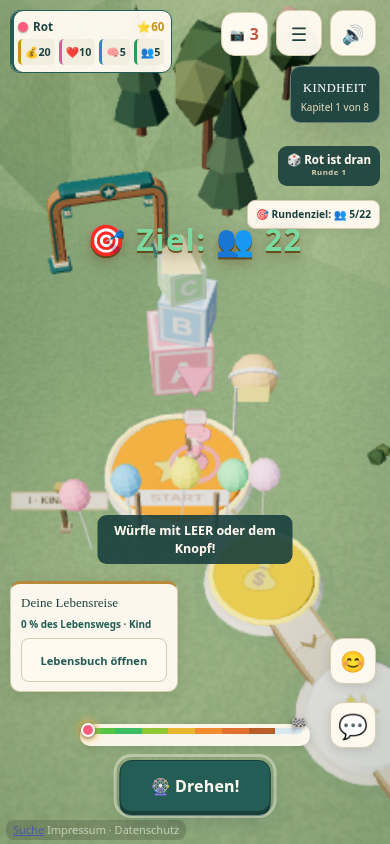 Rot
60
20
10
5
5
3
KINDHEIT
Kapitel 1 von 8
Rot ist dran
Runde 1
Rundenziel: 5/22
Ziel: 22
C
B
A
START
Würfle mit LEER oder dem
Knopf!
Deine Lebensreise
0 % des Lebenswegs · Kind
Lebensbuch öffnen
Drehen!
Suche Impressum · Datenschutz